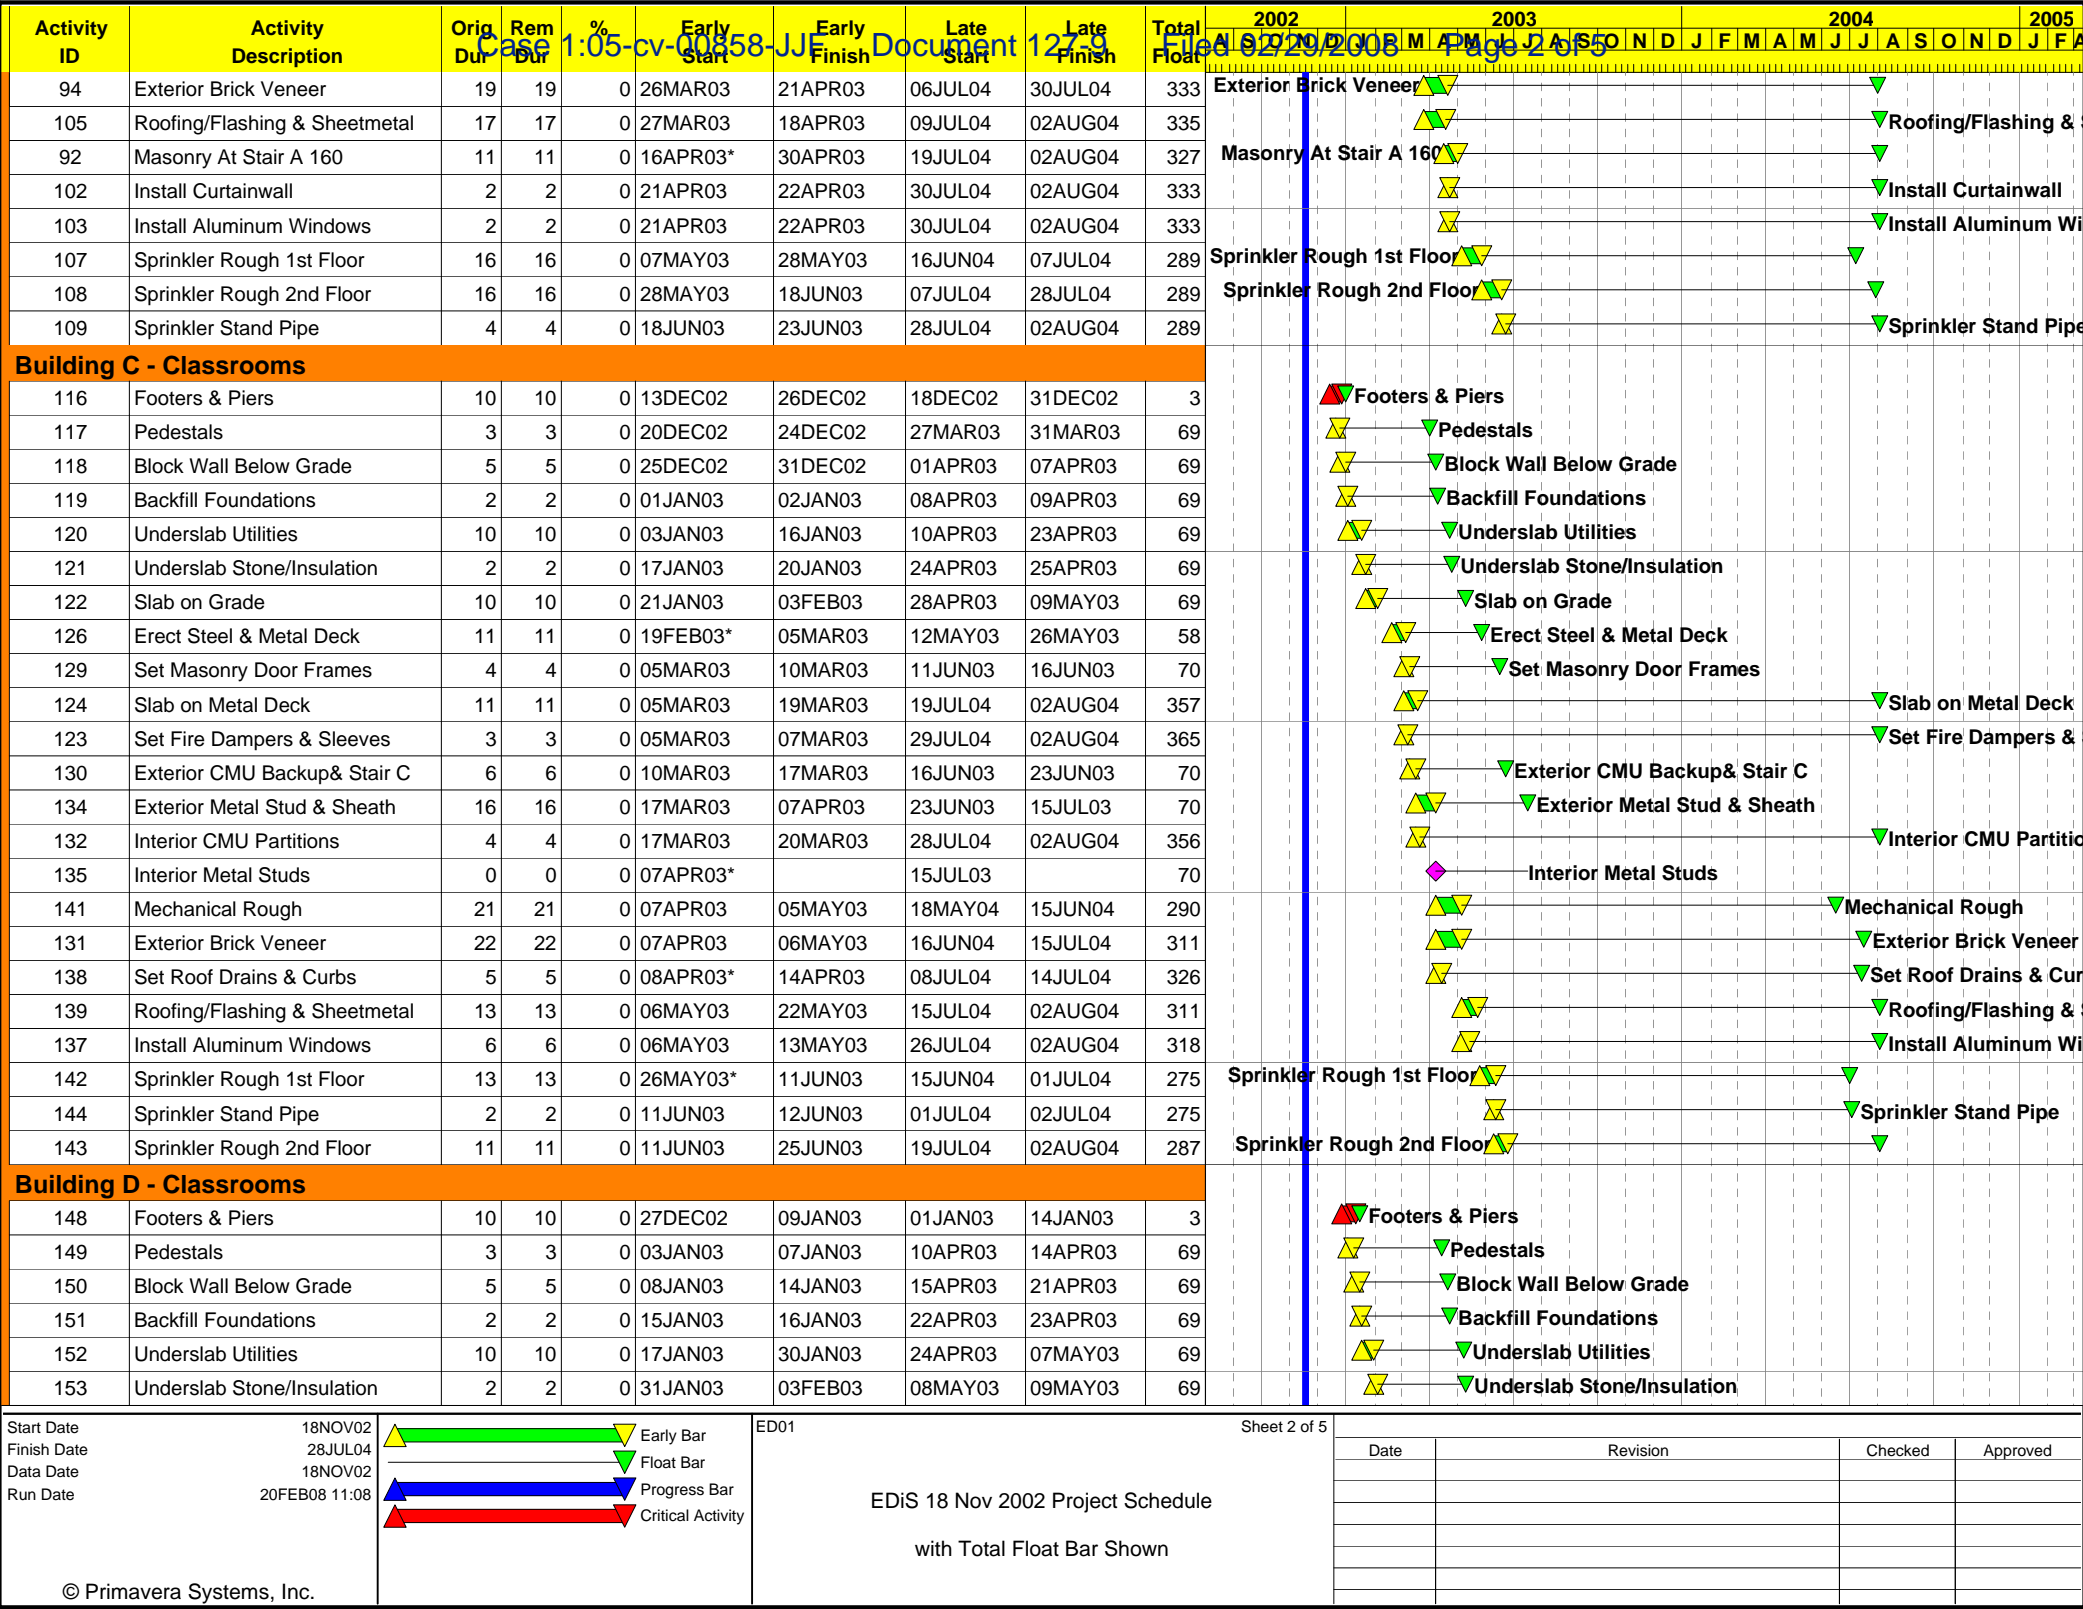 Case 1:05-cv-00858-JJF Document 127-9 Filed 02/29/2008 Page 2 of 5
Activity ID Activity Description Orig Dur Rem Dur % Early Start Early Finish Late Start Late Finish Total Float
2002 2003 2004 2005
A S O N D J F M A M J J A S O N D J F M A M J J A S O N D J F A
94 Exterior Brick Veneer 19 19 0 26MAR03 21APR03 06JUL04 30JUL04 333 Exterior Brick Veneer
105 Roofing/Flashing & Sheetmetal 17 17 0 27MAR03 18APR03 09JUL04 02AUG04 335 Roofing/Flashing &
92 Masonry At Stair A 160 11 11 0 16APR03* 30APR03 19JUL04 02AUG04 327 Masonry At Stair A 160
102 Install Curtainwall 2 2 0 21APR03 22APR03 30JUL04 02AUG04 333 Install Curtainwall
103 Install Aluminum Windows 2 2 0 21APR03 22APR03 30JUL04 02AUG04 333 Install Aluminum Wi
107 Sprinkler Rough 1st Floor 16 16 0 07MAY03 28MAY03 16JUN04 07JUL04 289 Sprinkler Rough 1st Floor
108 Sprinkler Rough 2nd Floor 16 16 0 28MAY03 18JUN03 07JUL04 28JUL04 289 Sprinkler Rough 2nd Floor
109 Sprinkler Stand Pipe 4 4 0 18JUN03 23JUN03 28JUL04 02AUG04 289 Sprinkler Stand Pipe
Building C - Classrooms
116 Footers & Piers 10 10 0 13DEC02 26DEC02 18DEC02 31DEC02 3 Footers & Piers
117 Pedestals 3 3 0 20DEC02 24DEC02 27MAR03 31MAR03 69 Pedestals
118 Block Wall Below Grade 5 5 0 25DEC02 31DEC02 01APR03 07APR03 69 Block Wall Below Grade
119 Backfill Foundations 2 2 0 01JAN03 02JAN03 08APR03 09APR03 69 Backfill Foundations
120 Underslab Utilities 10 10 0 03JAN03 16JAN03 10APR03 23APR03 69 Underslab Utilities
121 Underslab Stone/Insulation 2 2 0 17JAN03 20JAN03 24APR03 25APR03 69 Underslab Stone/Insulation
122 Slab on Grade 10 10 0 21JAN03 03FEB03 28APR03 09MAY03 69 Slab on Grade
126 Erect Steel & Metal Deck 11 11 0 19FEB03* 05MAR03 12MAY03 26MAY03 58 Erect Steel & Metal Deck
129 Set Masonry Door Frames 4 4 0 05MAR03 10MAR03 11JUN03 16JUN03 70 Set Masonry Door Frames
124 Slab on Metal Deck 11 11 0 05MAR03 19MAR03 19JUL04 02AUG04 357 Slab on Metal Deck
123 Set Fire Dampers & Sleeves 3 3 0 05MAR03 07MAR03 29JUL04 02AUG04 365 Set Fire Dampers &
130 Exterior CMU Backup& Stair C 6 6 0 10MAR03 17MAR03 16JUN03 23JUN03 70 Exterior CMU Backup& Stair C
134 Exterior Metal Stud & Sheath 16 16 0 17MAR03 07APR03 23JUN03 15JUL03 70 Exterior Metal Stud & Sheath
132 Interior CMU Partitions 4 4 0 17MAR03 20MAR03 28JUL04 02AUG04 356 Interior CMU Partitio
135 Interior Metal Studs 0 0 0 07APR03* 15JUL03 70 Interior Metal Studs
141 Mechanical Rough 21 21 0 07APR03 05MAY03 18MAY04 15JUN04 290 Mechanical Rough
131 Exterior Brick Veneer 22 22 0 07APR03 06MAY03 16JUN04 15JUL04 311 Exterior Brick Veneer
138 Set Roof Drains & Curbs 5 5 0 08APR03* 14APR03 08JUL04 14JUL04 326 Set Roof Drains & Cur
139 Roofing/Flashing & Sheetmetal 13 13 0 06MAY03 22MAY03 15JUL04 02AUG04 311 Roofing/Flashing &
137 Install Aluminum Windows 6 6 0 06MAY03 13MAY03 26JUL04 02AUG04 318 Install Aluminum Wi
142 Sprinkler Rough 1st Floor 13 13 0 26MAY03* 11JUN03 15JUN04 01JUL04 275 Sprinkler Rough 1st Floor
144 Sprinkler Stand Pipe 2 2 0 11JUN03 12JUN03 01JUL04 02JUL04 275 Sprinkler Stand Pipe
143 Sprinkler Rough 2nd Floor 11 11 0 11JUN03 25JUN03 19JUL04 02AUG04 287 Sprinkler Rough 2nd Floor
Building D - Classrooms
148 Footers & Piers 10 10 0 27DEC02 09JAN03 01JAN03 14JAN03 3 Footers & Piers
149 Pedestals 3 3 0 03JAN03 07JAN03 10APR03 14APR03 69 Pedestals
150 Block Wall Below Grade 5 5 0 08JAN03 14JAN03 15APR03 21APR03 69 Block Wall Below Grade
151 Backfill Foundations 2 2 0 15JAN03 16JAN03 22APR03 23APR03 69 Backfill Foundations
152 Underslab Utilities 10 10 0 17JAN03 30JAN03 24APR03 07MAY03 69 Underslab Utilities
153 Underslab Stone/Insulation 2 2 0 31JAN03 03FEB03 08MAY03 09MAY03 69 Underslab Stone/Insulation
Start Date 18NOV02
Finish Date 28JUL04
Data Date 18NOV02
Run Date 20FEB08 11:08
© Primavera Systems, Inc.
Early Bar
Float Bar
Progress Bar
Critical Activity
ED01
Sheet 2 of 5
EDiS 18 Nov 2002 Project Schedule
with Total Float Bar Shown
Date Revision Checked Approved